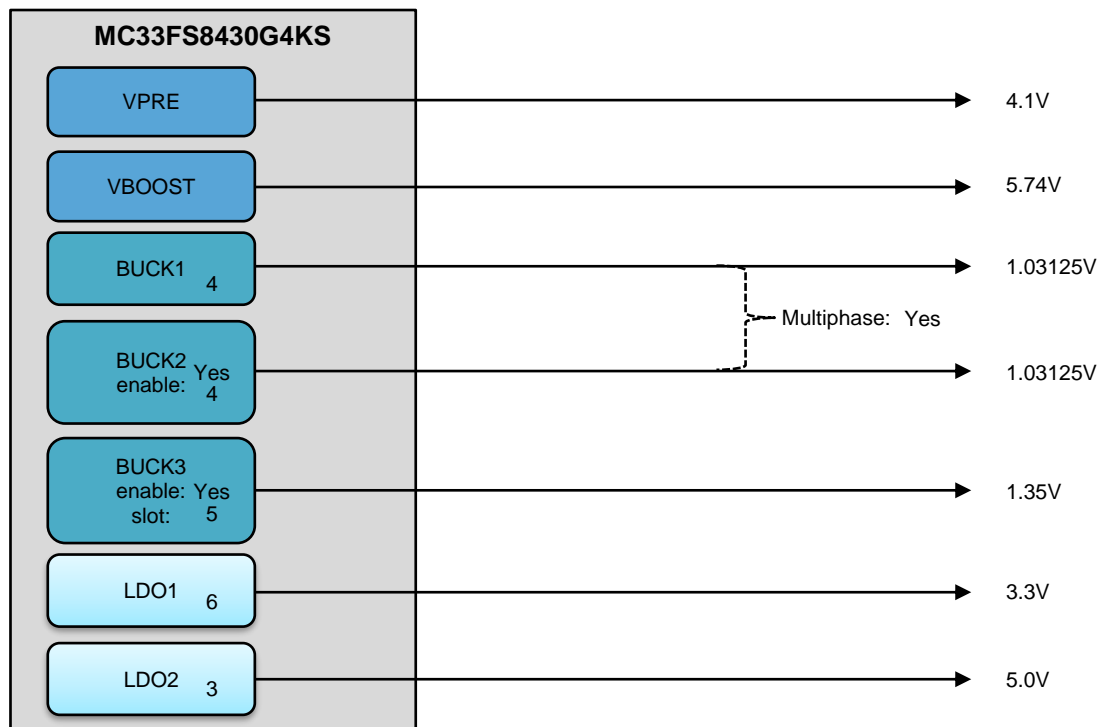 MC33FS8430G4KS
VPRE
4.1V
VBOOST
5.74V
BUCK1
4
1.03125V
Multiphase: Yes
BUCK2
enable: Yes
4
1.03125V
BUCK3
enable: Yes
slot: 5
1.35V
LDO1
6
3.3V
LDO2
3
5.0V